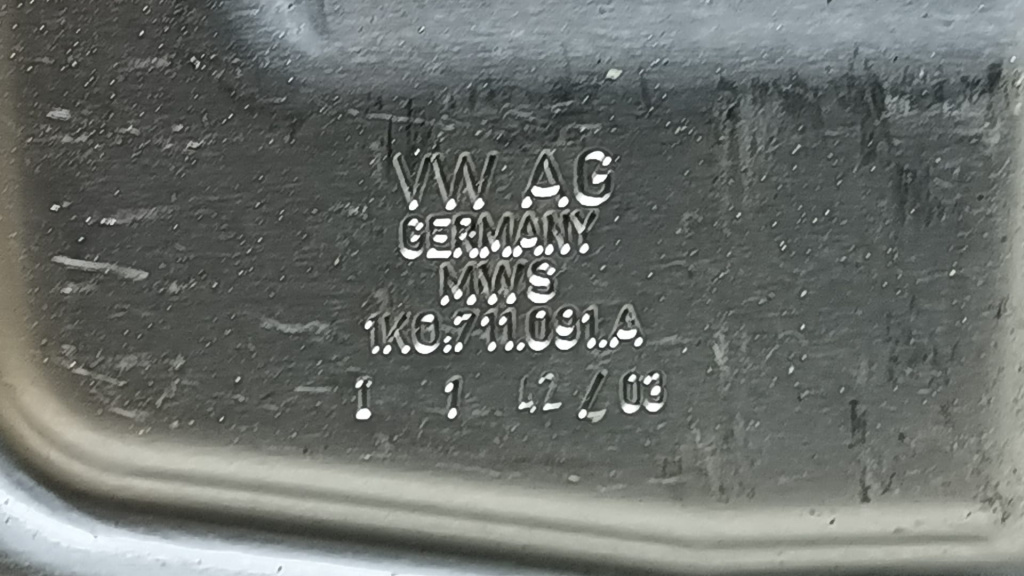 VW AG
GERMANY
MWS
1K0.711.091.A
1 1 42/03